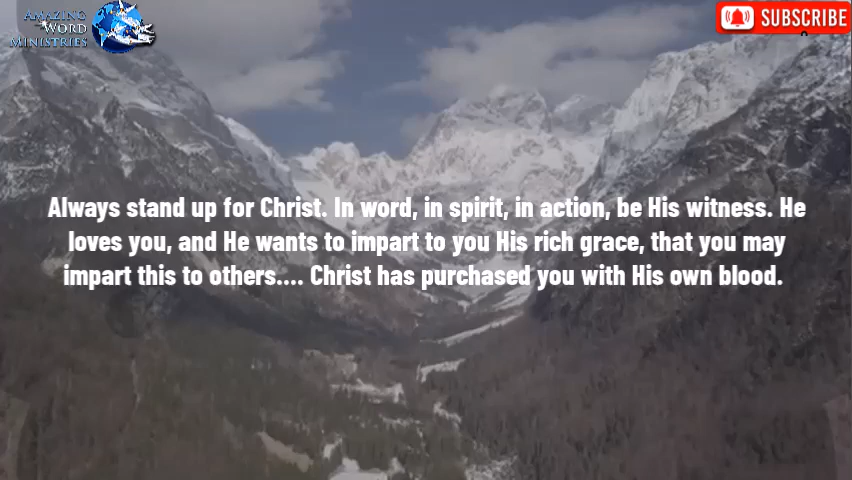 AMAZING
WORD
MINISTRIES
SUBSCRIBE
Always stand up for Christ. In word, in spirit, in action, be His witness. He
loves you, and He wants to impart to you His rich grace, that you may
impart this to others.... Christ has purchased you with His own blood.